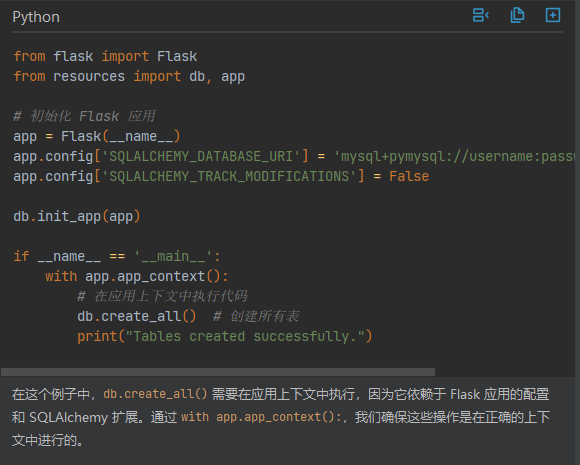 Python
from flask import Flask
from resources import db, app
# 初始化 Flask 应用
app = Flask(__name__)
app.config['SQLALCHEMY_DATABASE_URI'] = 'mysql+pymysql://username:passw
app.config['SQLALCHEMY_TRACK_MODIFICATIONS'] = False
db.init_app(app)
if __name__ == '__main__':
    with app.app_context():
        # 在应用上下文中执行代码
        db.create_all()  # 创建所有表
        print("Tables created successfully.")
在这个例子中，db.create_all() 需要在应用上下文中执行，因为它依赖于 Flask 应用的配置
和 SQLAlchemy 扩展。通过 with app.app_context():，我们确保这些操作是在正确的上下
文中进行的。